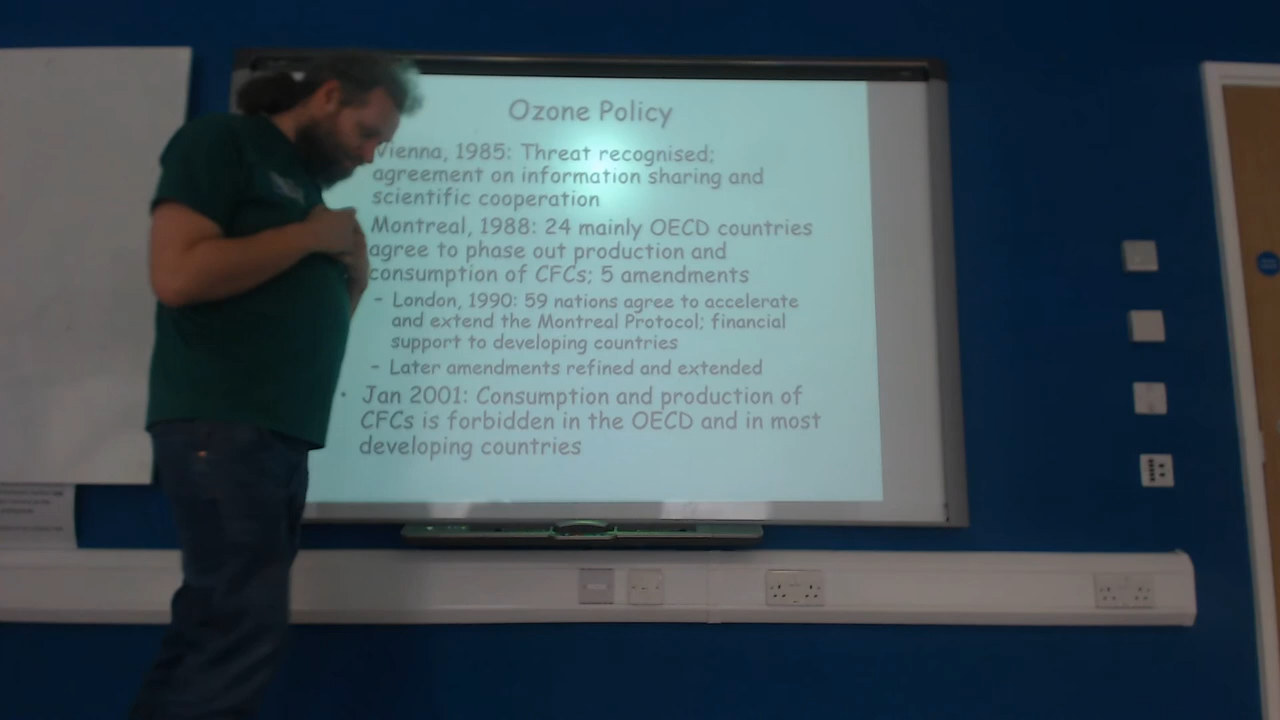 Ozone Policy
Vienna, 1985: Threat recognised;
agreement on information sharing and
scientific cooperation
Montreal, 1988: 24 mainly OECD countries
agree to phase out production and
consumption of CFCs; 5 amendments
– London, 1990: 59 nations agree to accelerate
and extend the Montreal Protocol; financial
support to developing countries
– Later amendments refined and extended
• Jan 2001: Consumption and production of
CFCs is forbidden in the OECD and in most
developing countries